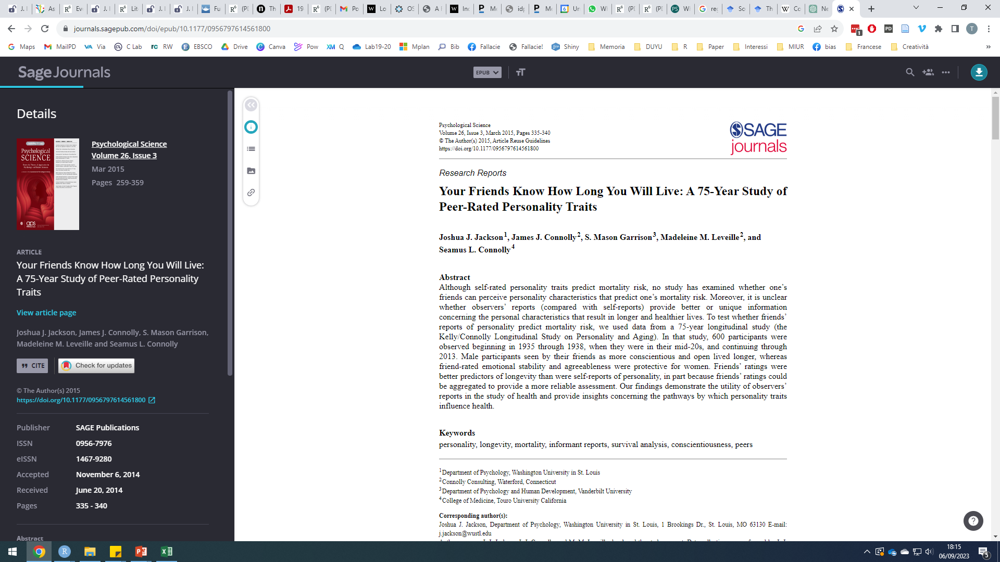 journals.sagepub.com/doi/epub/10.1177/0956797614561800
Maps MailPD Via C Lab RW EBSCO Drive Canva Pow Q Lab19-20 Mplan Bib Fallacie Fallacie! Shiny Memoria DUYU R Paper Interessi MIUR bias Francese Creatività
Sage Journals
EPUB
Details
Psychological Science
Volume 26, Issue 3
Mar 2015
Pages 259-359
ARTICLE
Your Friends Know How Long You Will Live:
A 75-Year Study of Peer-Rated Personality
Traits
View article page
Joshua J. Jackson, James J. Connolly, S. Mason Garrison,
Madeleine M. Leveille and Seamus L. Connolly
CITE
Check for updates
© The Author(s) 2015
https://doi.org/10.1177/0956797614561800
Publisher SAGE Publications
ISSN 0956-7976
eISSN 1467-9280
Accepted November 6, 2014
Received June 20, 2014
Pages 335 - 340
Abstract
Psychological Science
Volume 26, Issue 3, March 2015, Pages 335-340
© The Author(s) 2015, Article Reuse Guidelines
https://doi.org/10.1177/0956797614561800
SAGE
journals
Research Reports
Your Friends Know How Long You Will Live: A 75-Year Study of
Peer-Rated Personality Traits
Joshua J. Jackson1, James J. Connolly2, S. Mason Garrison3, Madeleine M. Leveille2, and
Seamus L. Connolly4
Abstract
Although self-rated personality traits predict mortality risk, no study has examined whether one’s
friends can perceive personality characteristics that predict one’s mortality risk. Moreover, it is unclear
whether observers’ reports (compared with self-reports) provide better or unique information
concerning the personal characteristics that result in longer and healthier lives. To test whether friends’
reports of personality predict mortality risk, we used data from a 75-year longitudinal study (the
Kelly/Connolly Longitudinal Study on Personality and Aging). In that study, 600 participants were
observed beginning in 1935 through 1938, when they were in their mid-20s, and continuing through
2013. Male participants seen by their friends as more conscientious and open lived longer, whereas
friend-rated emotional stability and agreeableness were protective for women. Friends’ ratings were
better predictors of longevity than were self-reports of personality, in part because friends’ ratings could
be aggregated to provide a more reliable assessment. Our findings demonstrate the utility of observers’
reports in the study of health and provide insights concerning the pathways by which personality traits
influence health.
Keywords
personality, longevity, mortality, informant reports, survival analysis, conscientiousness, peers
1Department of Psychology, Washington University in St. Louis
2Connolly Consulting, Waterford, Connecticut
3Department of Psychology and Human Development, Vanderbilt University
4College of Medicine, Touro University California
Corresponding author(s):
Joshua J. Jackson, Department of Psychology, Washington University in St. Louis, 1 Brookings Dr., St. Louis, MO 63130 E-mail:
j.jackson@wustl.edu
18:15
06/09/2023
5